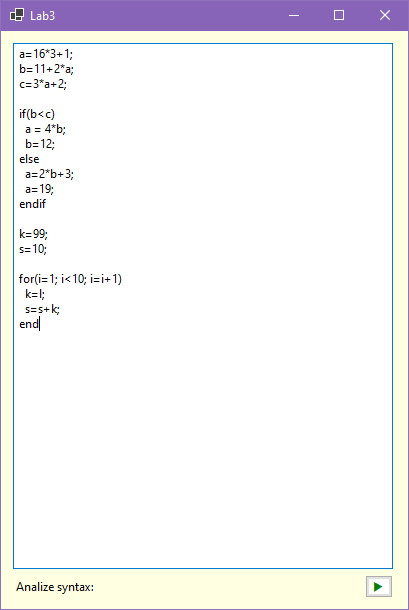 Lab3
a=16*3+1;
b=11+2*a;
c=3*a+2;
if(b<c)
a = 4*b;
b=12;
else
a=2*b+3;
a=19;
endif
k=99;
s=10;
for(i=1; i<10; i=i+1)
k=l;
s=s+k;
end
Analize syntax: